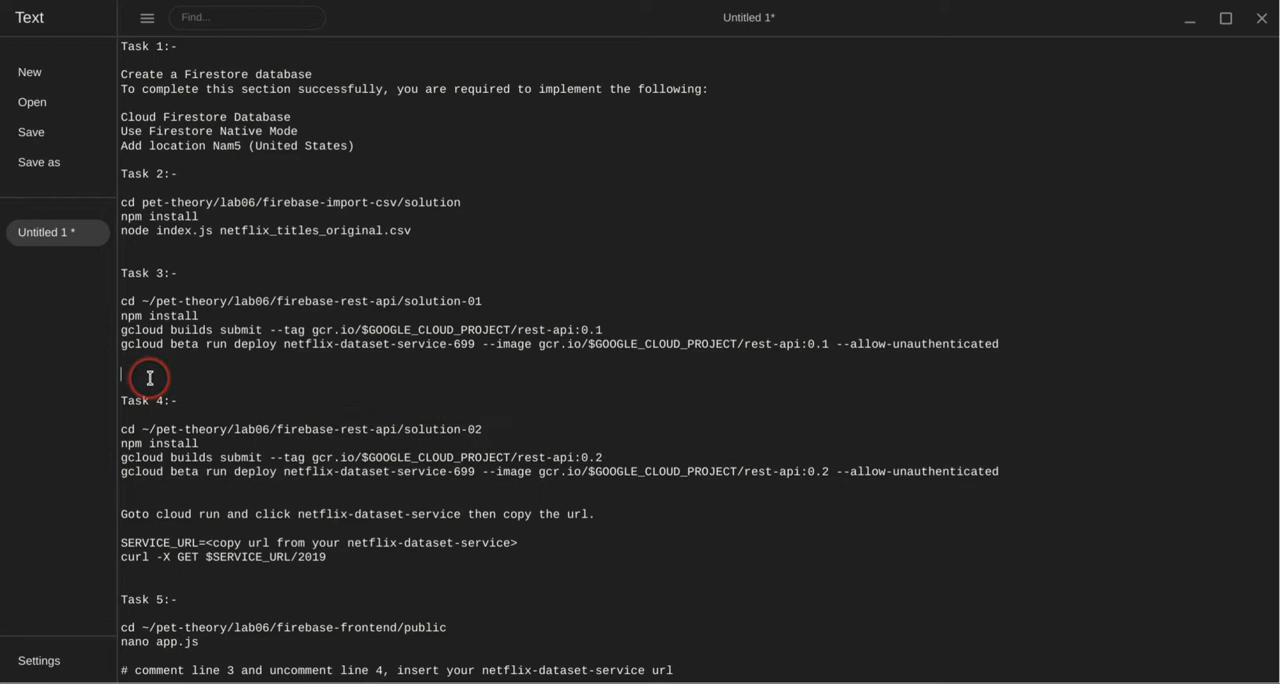 Text
Find...
Untitled 1*
New
Open
Save
Save as
Untitled 1 *
Settings
Task 1:-
Create a Firestore database
To complete this section successfully, you are required to implement the following:
Cloud Firestore Database
Use Firestore Native Mode
Add location Nam5 (United States)
Task 2:-
cd pet-theory/lab06/firebase-import-csv/solution
npm install
node index.js netflix_titles_original.csv
Task 3:-
cd ~/pet-theory/lab06/firebase-rest-api/solution-01
npm install
gcloud builds submit --tag gcr.io/$GOOGLE_CLOUD_PROJECT/rest-api:0.1
gcloud beta run deploy netflix-dataset-service-699 --image gcr.io/$GOOGLE_CLOUD_PROJECT/rest-api:0.1 --allow-unauthenticated
Task 4:-
cd ~/pet-theory/lab06/firebase-rest-api/solution-02
npm install
gcloud builds submit --tag gcr.io/$GOOGLE_CLOUD_PROJECT/rest-api:0.2
gcloud beta run deploy netflix-dataset-service-699 --image gcr.io/$GOOGLE_CLOUD_PROJECT/rest-api:0.2 --allow-unauthenticated
Goto cloud run and click netflix-dataset-service then copy the url.
SERVICE_URL=<copy url from your netflix-dataset-service>
curl -X GET $SERVICE_URL/2019
Task 5:-
cd ~/pet-theory/lab06/firebase-frontend/public
nano app.js
# comment line 3 and uncomment line 4, insert your netflix-dataset-service url